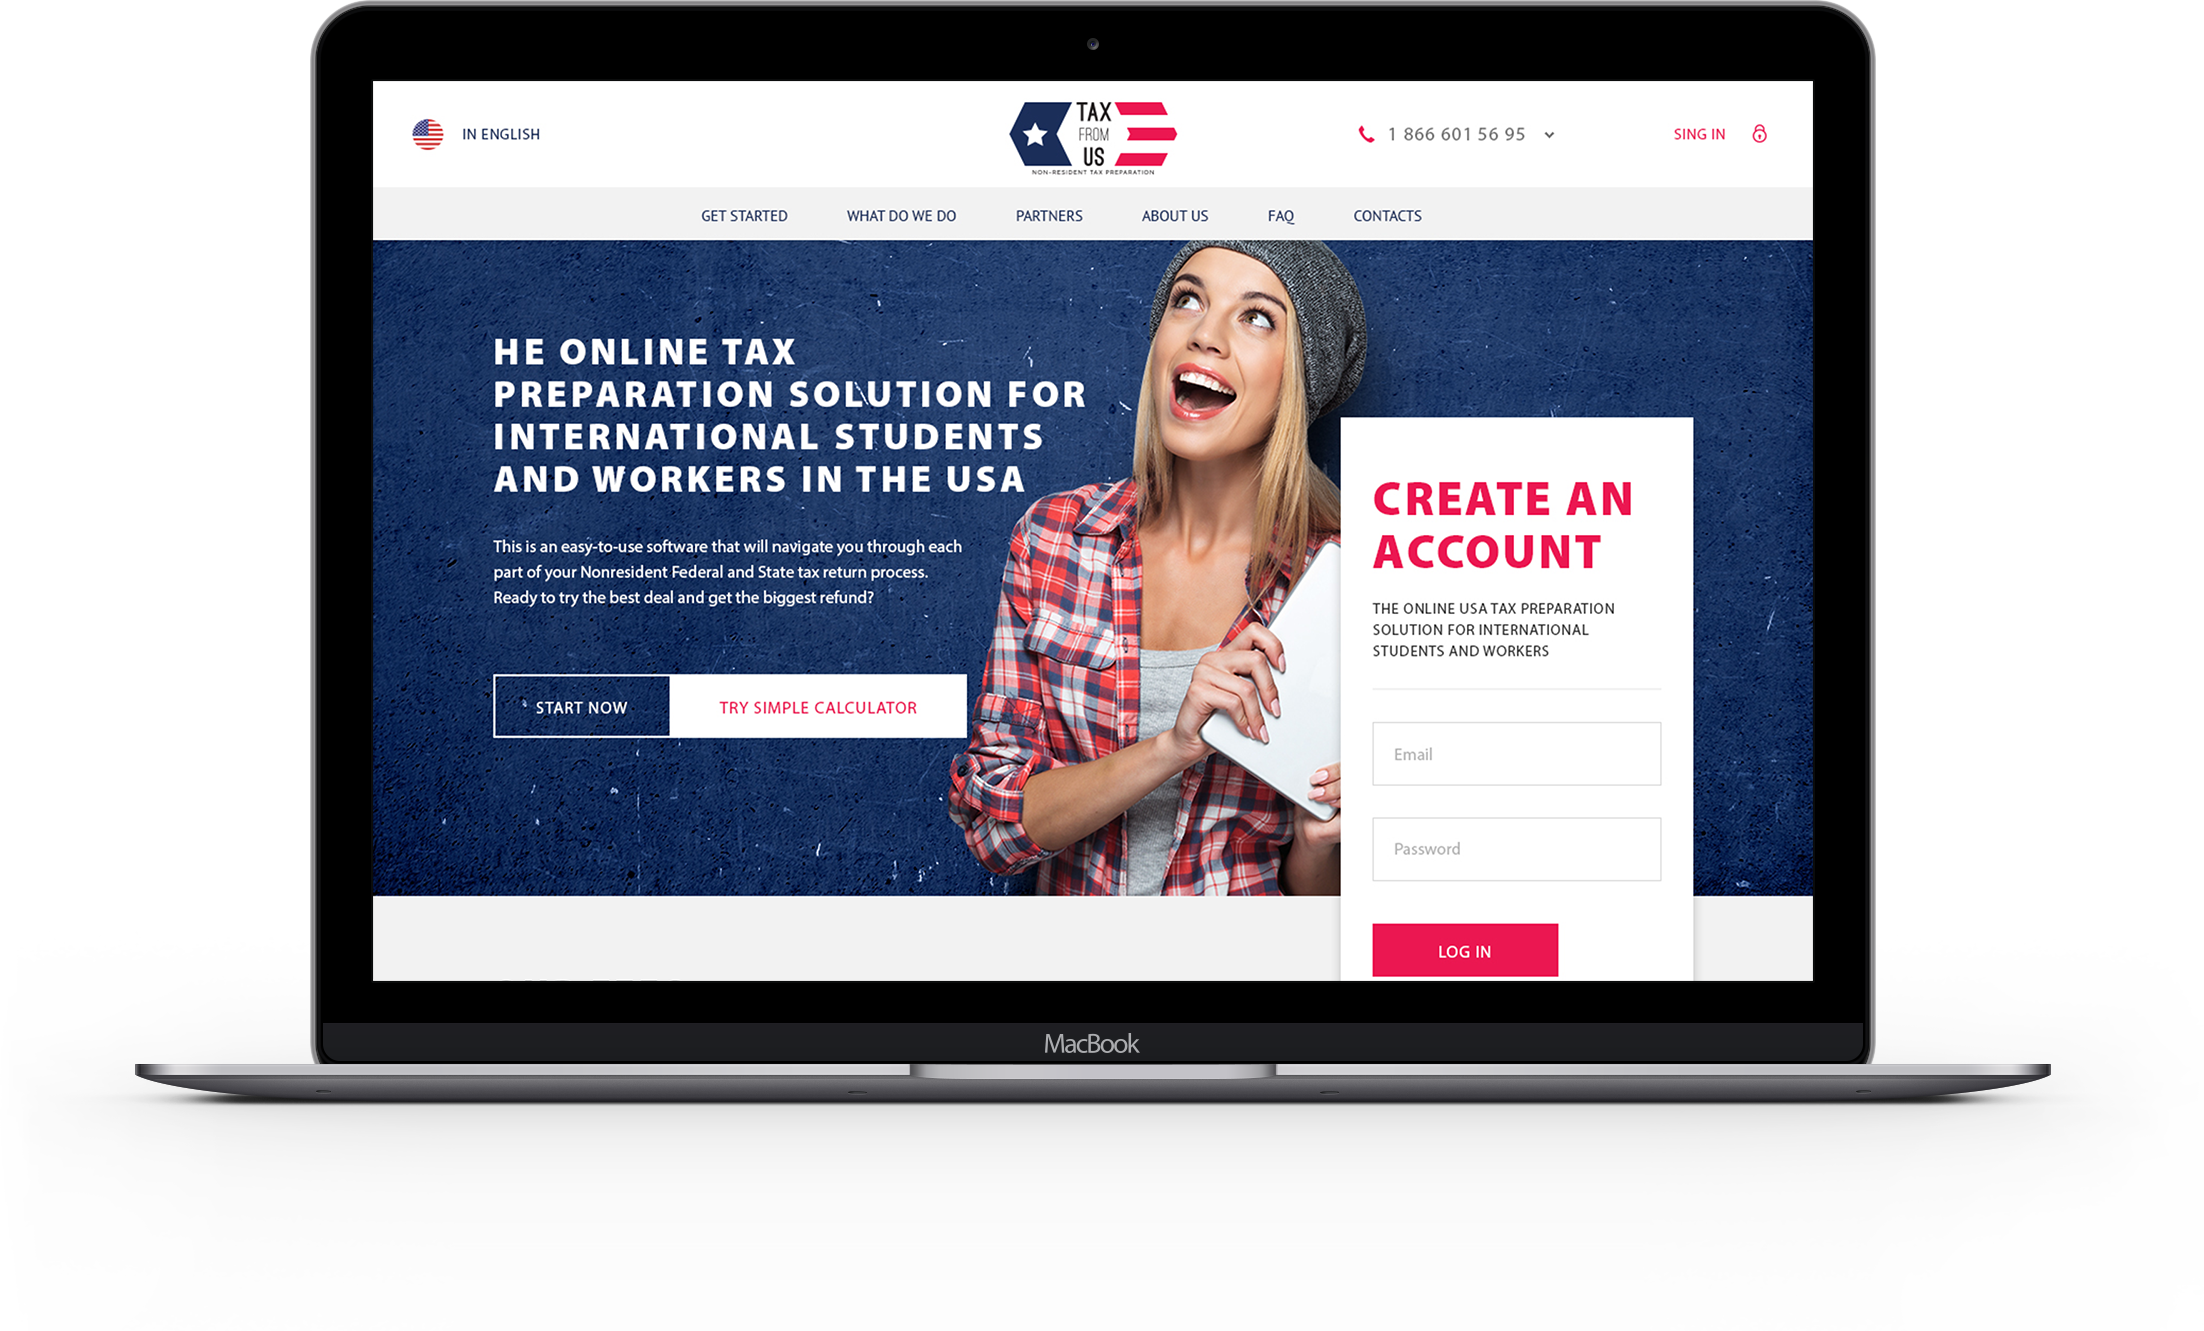 IN ENGLISH
TAX
FROM
US
NON-RESIDENT TAX PREPARATION
1 866 601 56 95
SING IN
GET STARTED WHAT DO WE DO PARTNERS ABOUT US FAQ CONTACTS
HE ONLINE TAX
PREPARATION SOLUTION FOR
INTERNATIONAL STUDENTS
AND WORKERS IN THE USA
This is an easy-to-use software that will navigate you through each
part of your Nonresident Federal and State tax return process.
Ready to try the best deal and get the biggest refund?
START NOW
TRY SIMPLE CALCULATOR
CREATE AN
ACCOUNT
THE ONLINE USA TAX PREPARATION
SOLUTION FOR INTERNATIONAL
STUDENTS AND WORKERS
Email
Password
LOG IN
MacBook